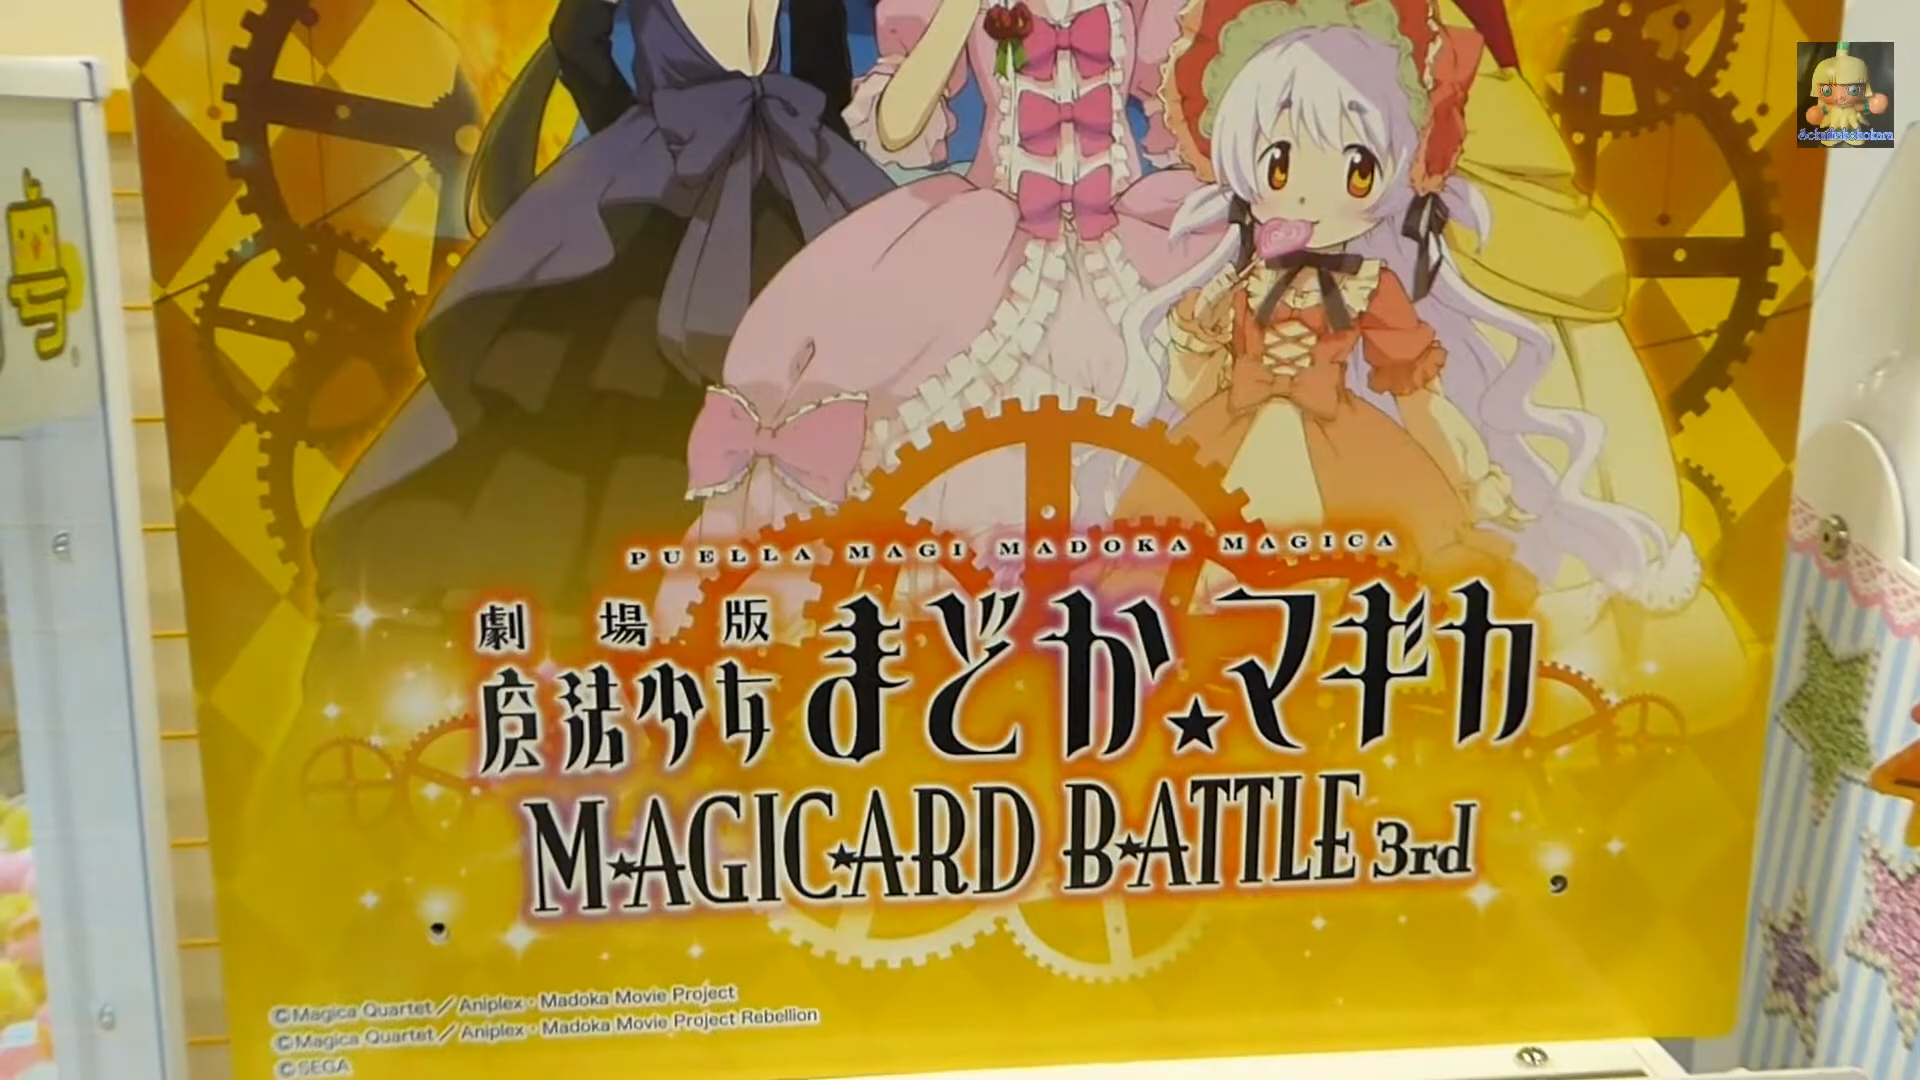 PUELLA MAGI MADOKA MAGICA
劇場版
魔法少女まどか★マギカ
MAGICARD BATTLE 3rd
©Magica Quartet／Aniplex・Madoka Movie Project
©Magica Quartet／Aniplex・Madoka Movie Project Rebellion
©SEGA